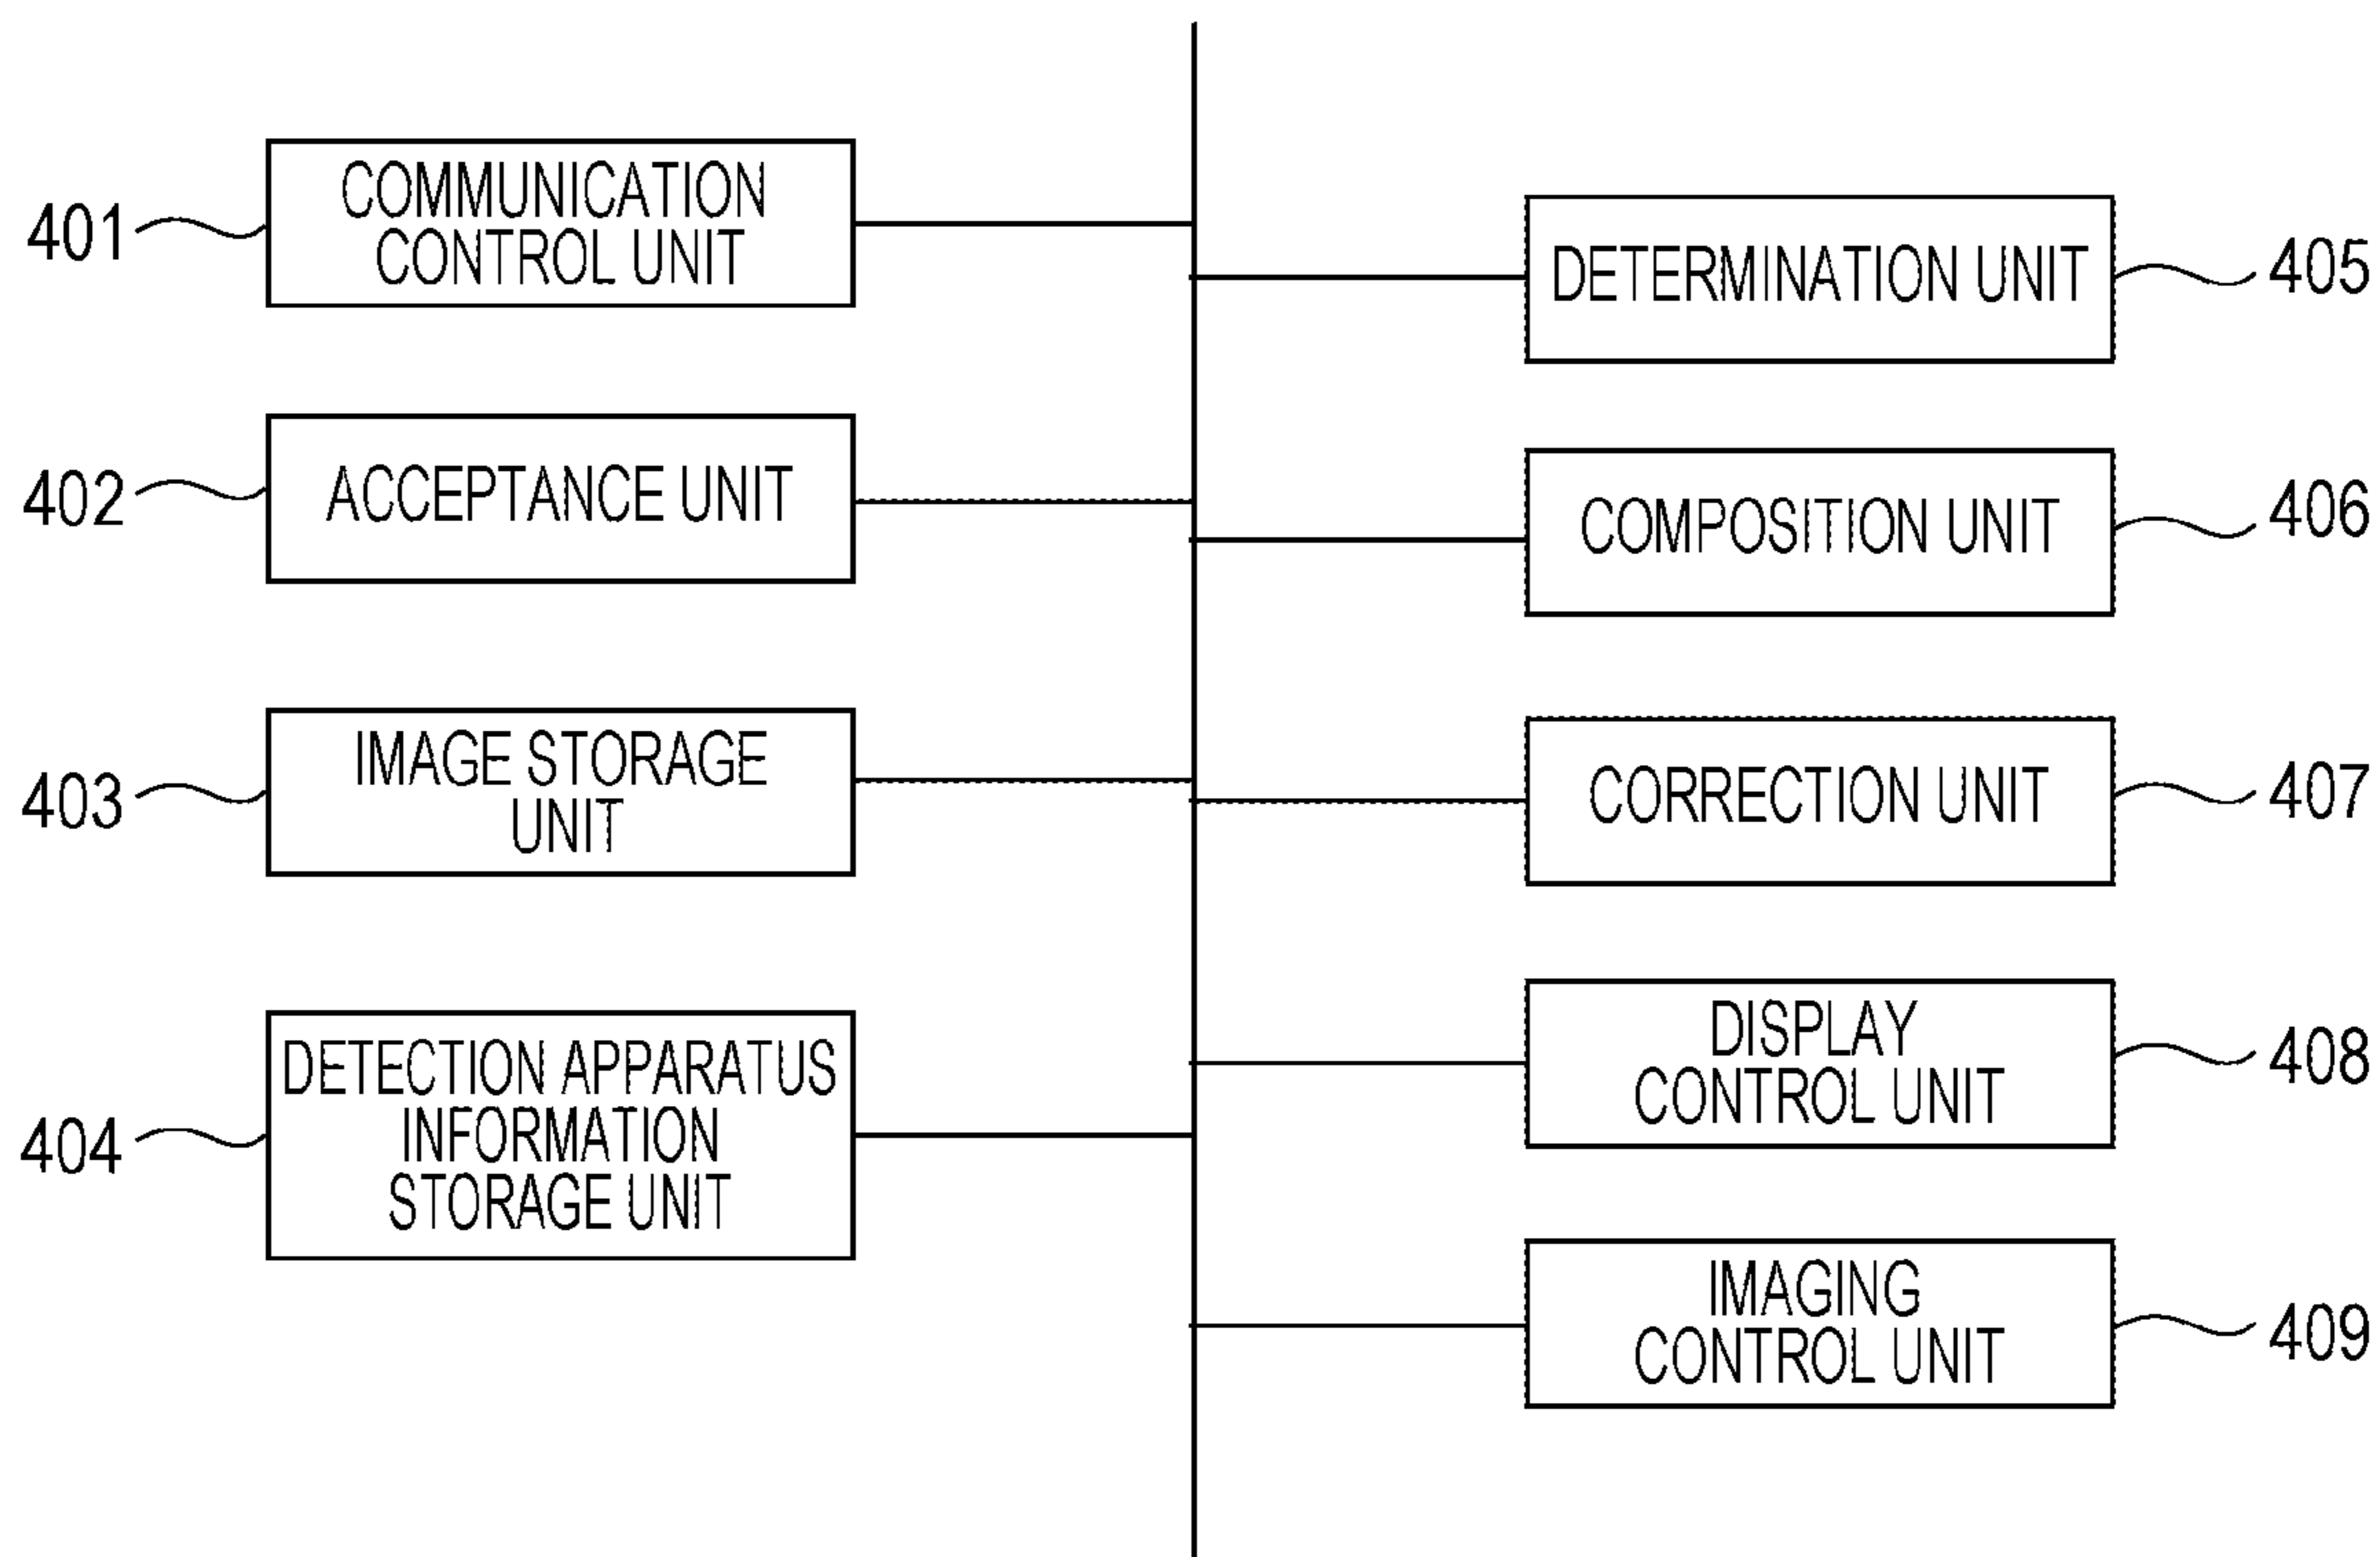 401
COMMUNICATION
CONTROL UNIT
402
ACCEPTANCE UNIT
403
IMAGE STORAGE
UNIT
404
DETECTION APPARATUS
INFORMATION
STORAGE UNIT
DETERMINATION UNIT
405
COMPOSITION UNIT
406
CORRECTION UNIT
407
DISPLAY
CONTROL UNIT
408
IMAGING
CONTROL UNIT
409